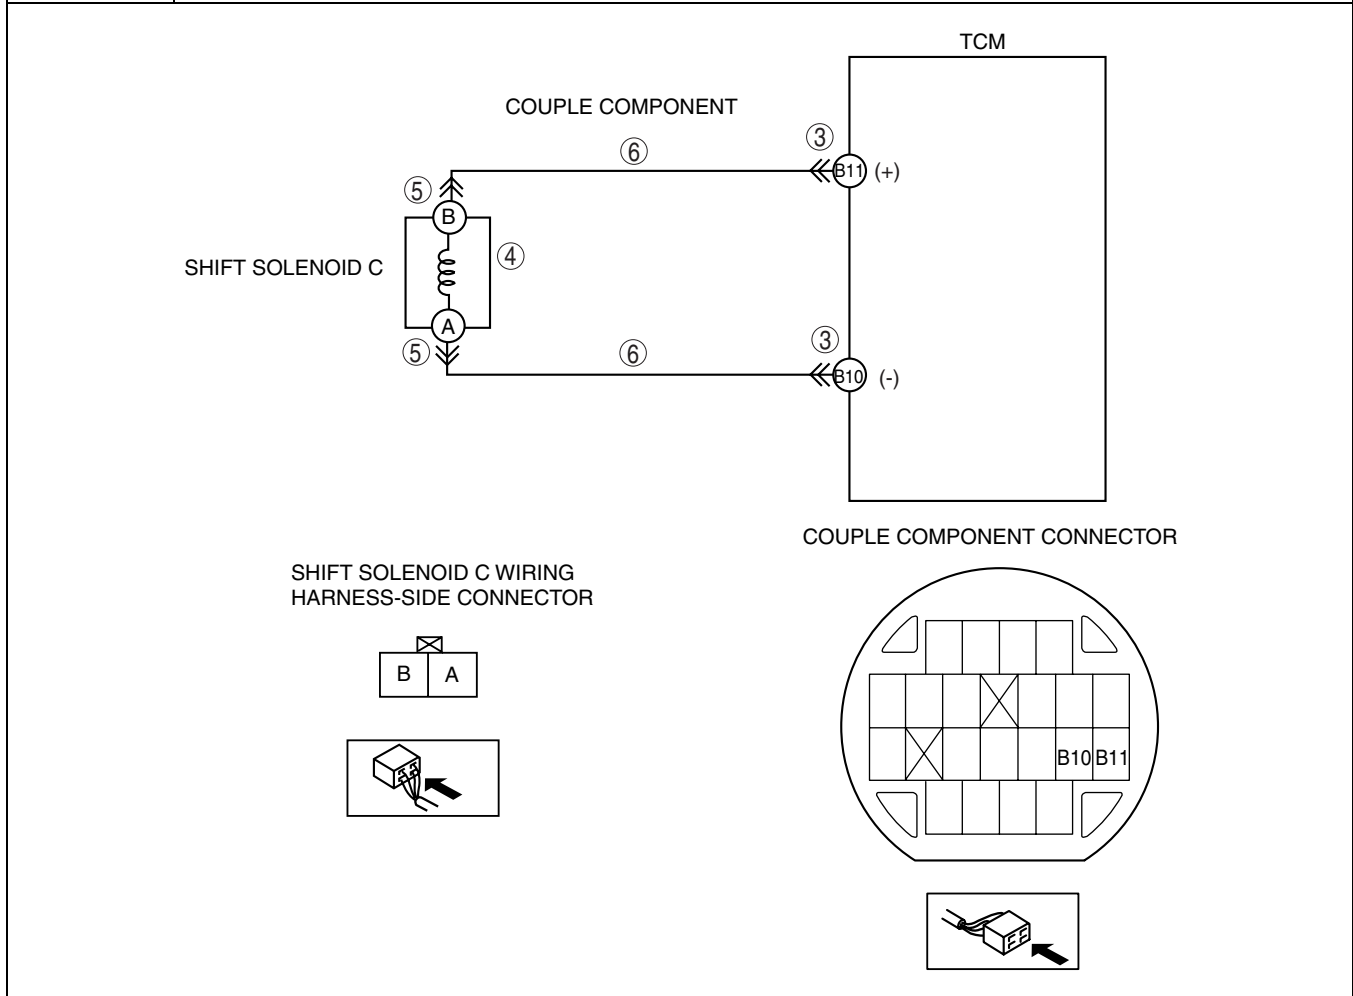 TCM
COUPLE COMPONENT
③
⑥
B11 (+)
⑤
B
④
SHIFT SOLENOID C
A
③
⑤
⑥
B10 (-)
COUPLE COMPONENT CONNECTOR
SHIFT SOLENOID C WIRING
HARNESS-SIDE CONNECTOR
B A
B10 B11